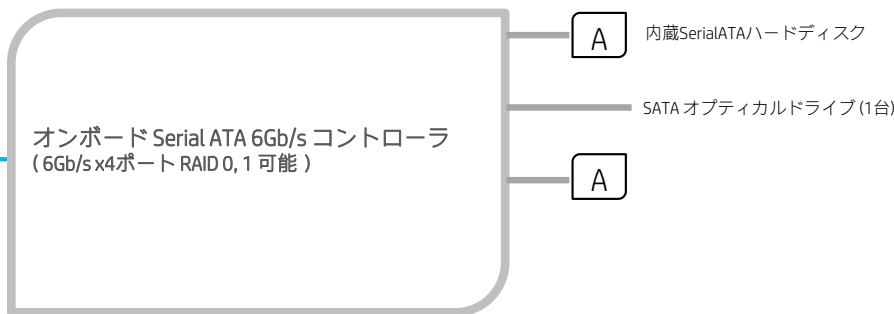 A
内蔵SerialATAハードディスク
SATA オプティカルドライブ (1台)
オンボード Serial ATA 6Gb/s コントローラ
( 6Gb/s x4ポート RAID 0, 1 可能 )
A